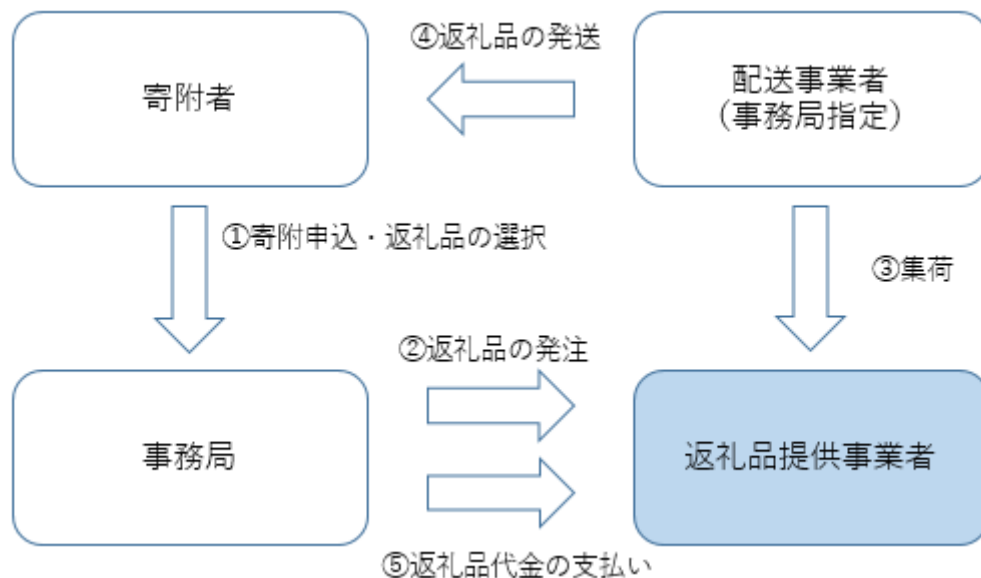 ④返礼品の発送
寄附者
配送事業者
(事務局指定)
①寄附申込・返礼品の選択
③集荷
②返礼品の発注
事務局
返礼品提供事業者
⑤返礼品代金の支払い